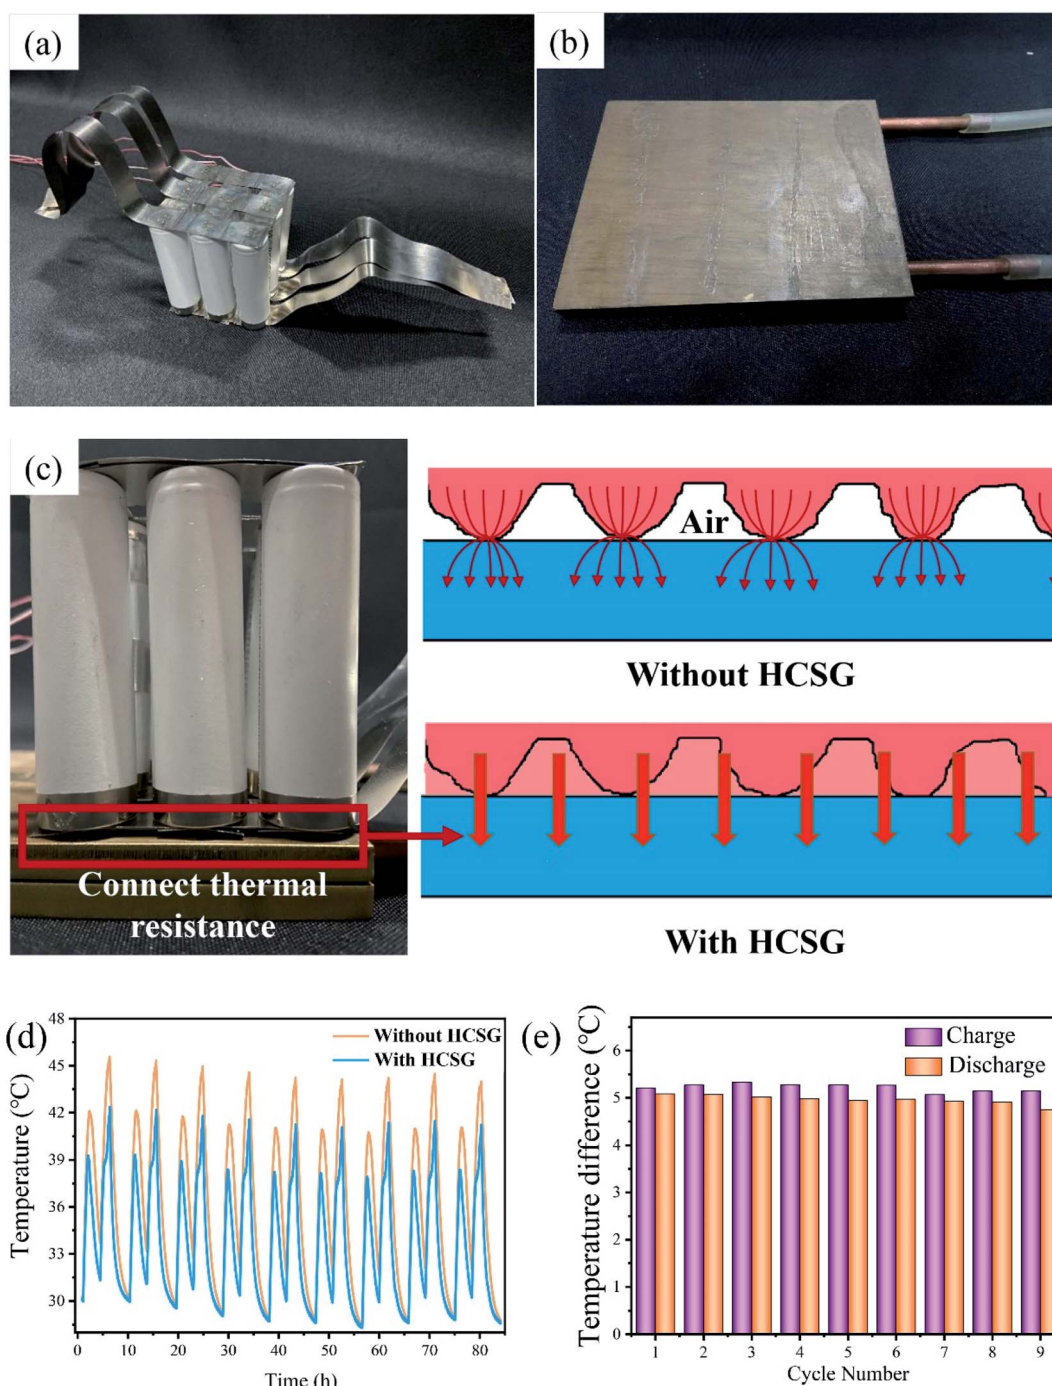 (a)
(b)
(c)
Air
Without HCSG
Connect thermal
resistance
With HCSG
(d)
48
45
42
39
36
33
30
Temperature (°C)
Without HCSG
With HCSG
0 10 20 30 40 50 60 70 80
Time (h)
(e)
6
5
4
3
2
1
0
Temperature difference (°C)
Charge
Discharge
1 2 3 4 5 6 7 8 9
Cycle Number